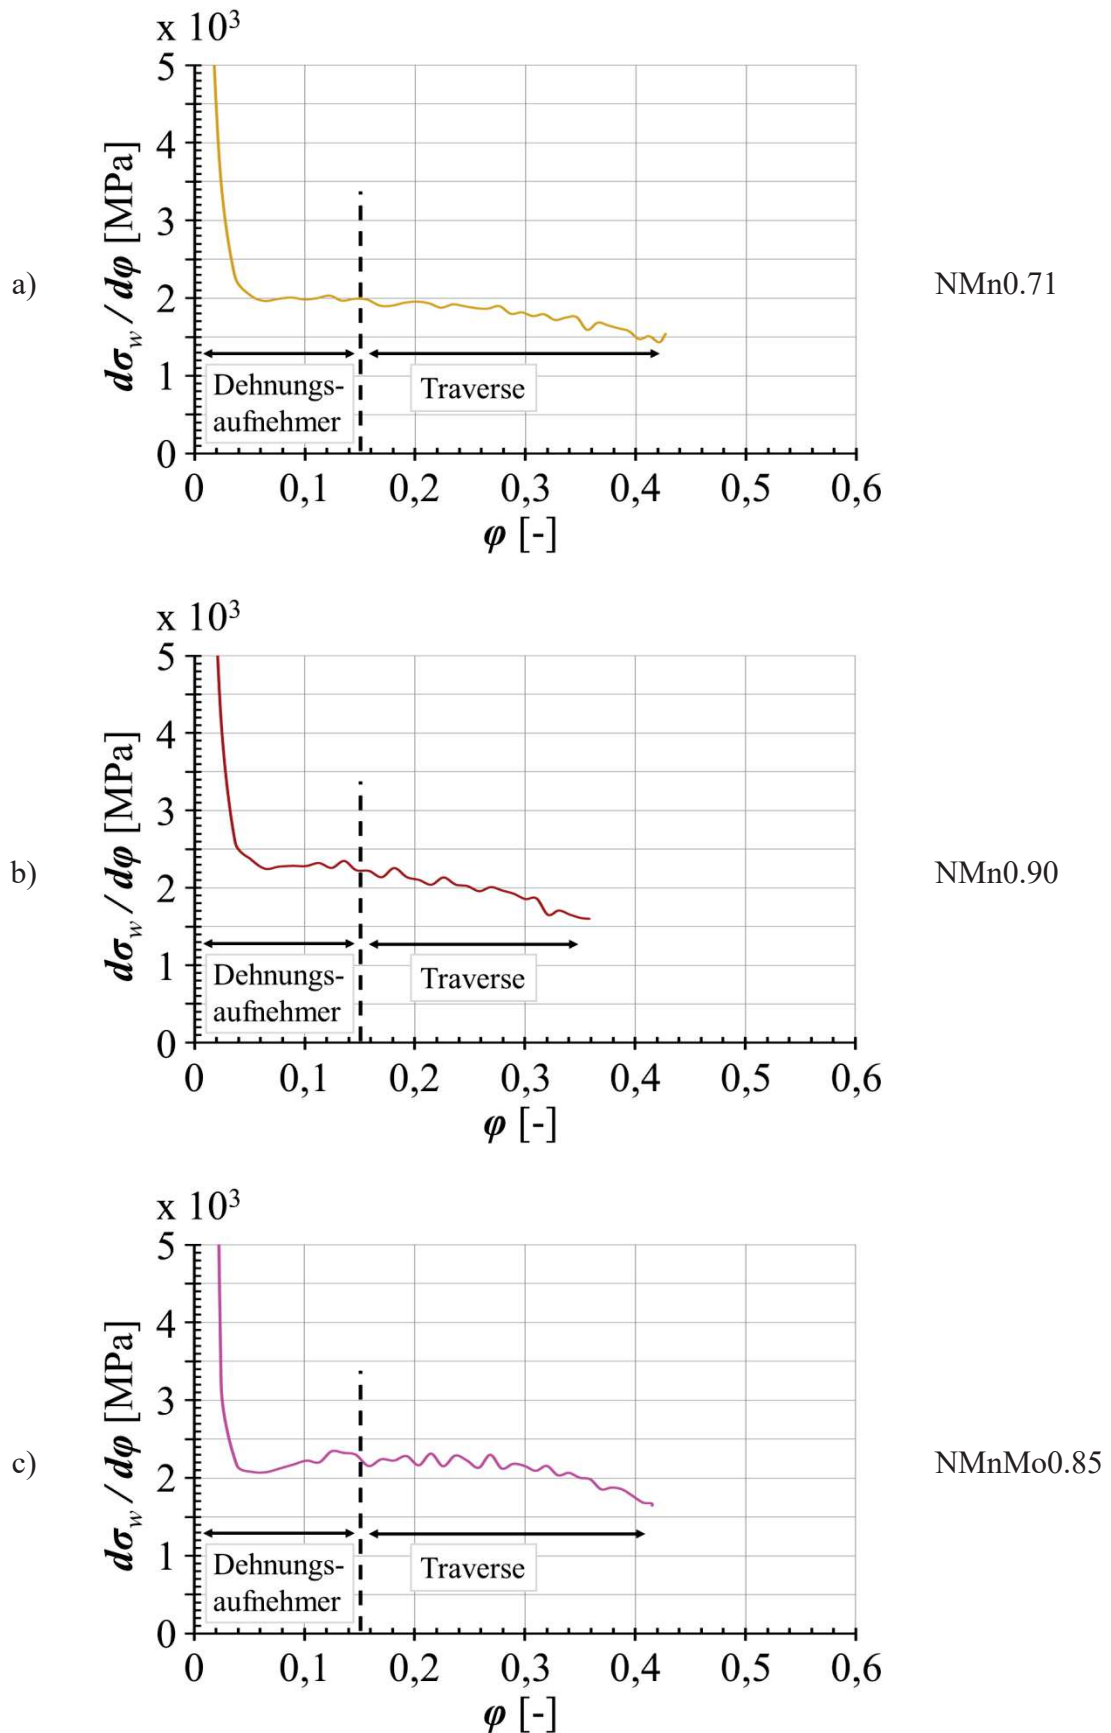 x 10³
5
4
3
2
1
0
dσw / dφ [MPa]
Dehnungs-
aufnehmer
Traverse
0 0,1 0,2 0,3 0,4 0,5 0,6
φ [-]
a)
NMn0.71
x 10³
5
4
3
2
1
0
dσw / dφ [MPa]
Dehnungs-
aufnehmer
Traverse
0 0,1 0,2 0,3 0,4 0,5 0,6
φ [-]
b)
NMn0.90
x 10³
5
4
3
2
1
0
dσw / dφ [MPa]
Dehnungs-
aufnehmer
Traverse
0 0,1 0,2 0,3 0,4 0,5 0,6
φ [-]
c)
NMnMo0.85